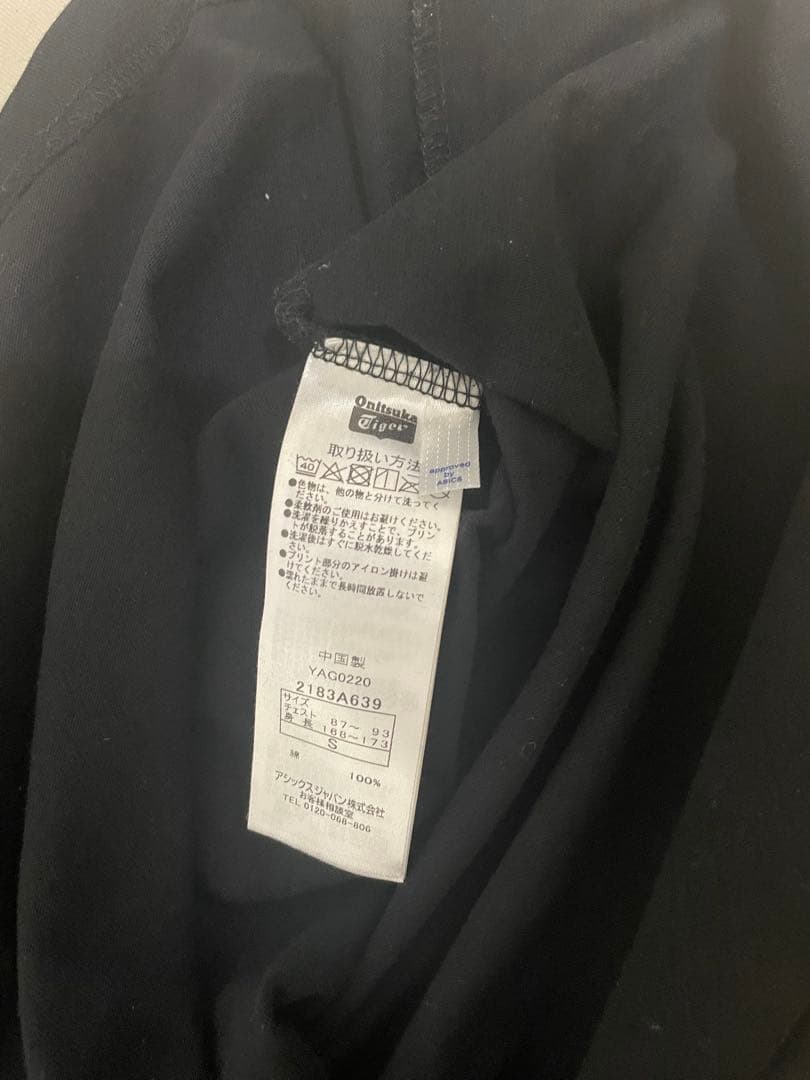 Onitsuka
Tiger
取り扱い方法
40
approved
by
ASICS
●色物は、他の物と分けて洗ってく
ださい。
●柔軟剤のご使用はお避けください。
●洗濯を繰りかえすことで、プリン
トが脱落することがあります。
●洗濯後はすぐに脱水乾燥してくだ
さい。
●プリント部分のアイロン掛けは避
けてください。
●濡れたままで長時間放置しないで
ください。
中国製
YAG0220
2183A639
サイズ
チェスト 87～ 93
身 長 168～173
S
綿 100%
アシックスジャパン株式会社
お客様相談室
TEL 0120-068-806